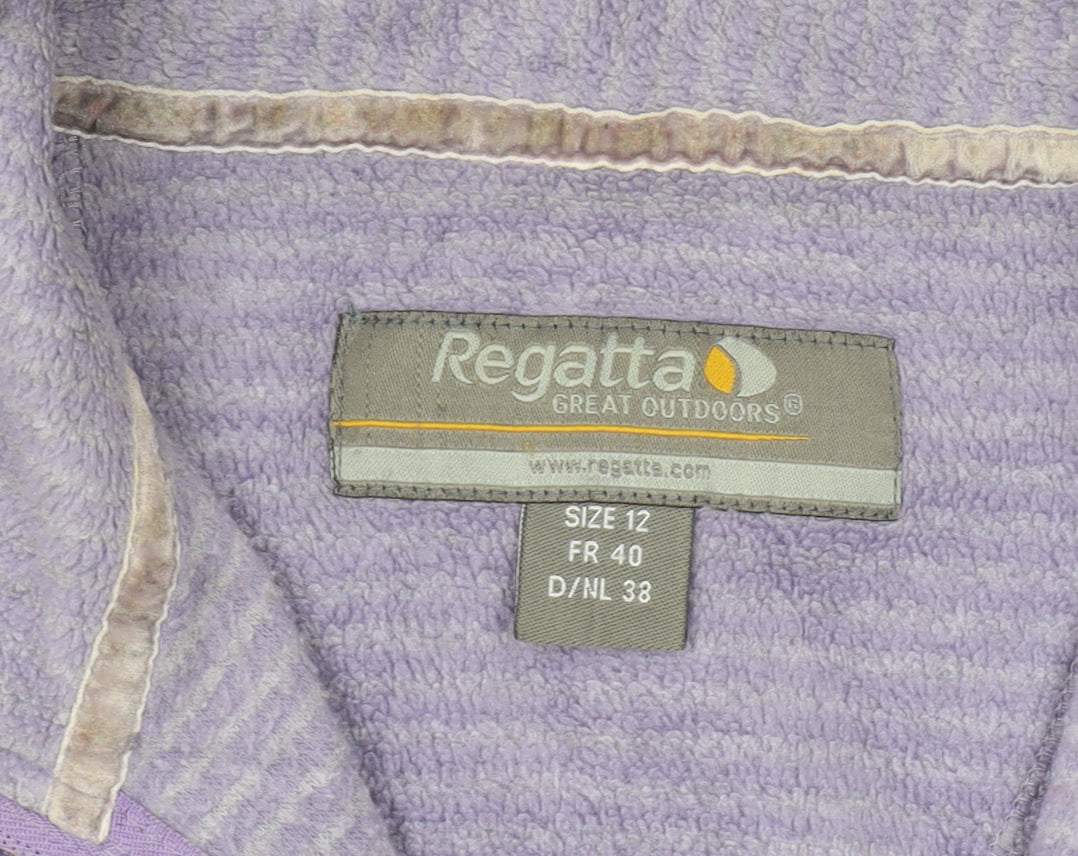 Regatta
GREAT OUTDOORS®
www.regatta.com
SIZE 12
FR 40
D/NL 38